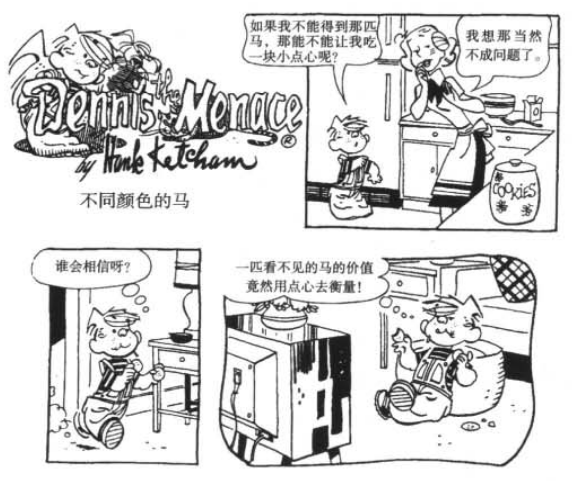 Dennis the Menace
®
by Hank Ketcham
不同颜色的马
如果我不能得到那匹
马，那能不能让我吃
一块小点心呢？
我想那当然
不成问题了。
COOKIES
谁会相信呀？
一匹看不见的马的价值
竟然用点心去衡量！